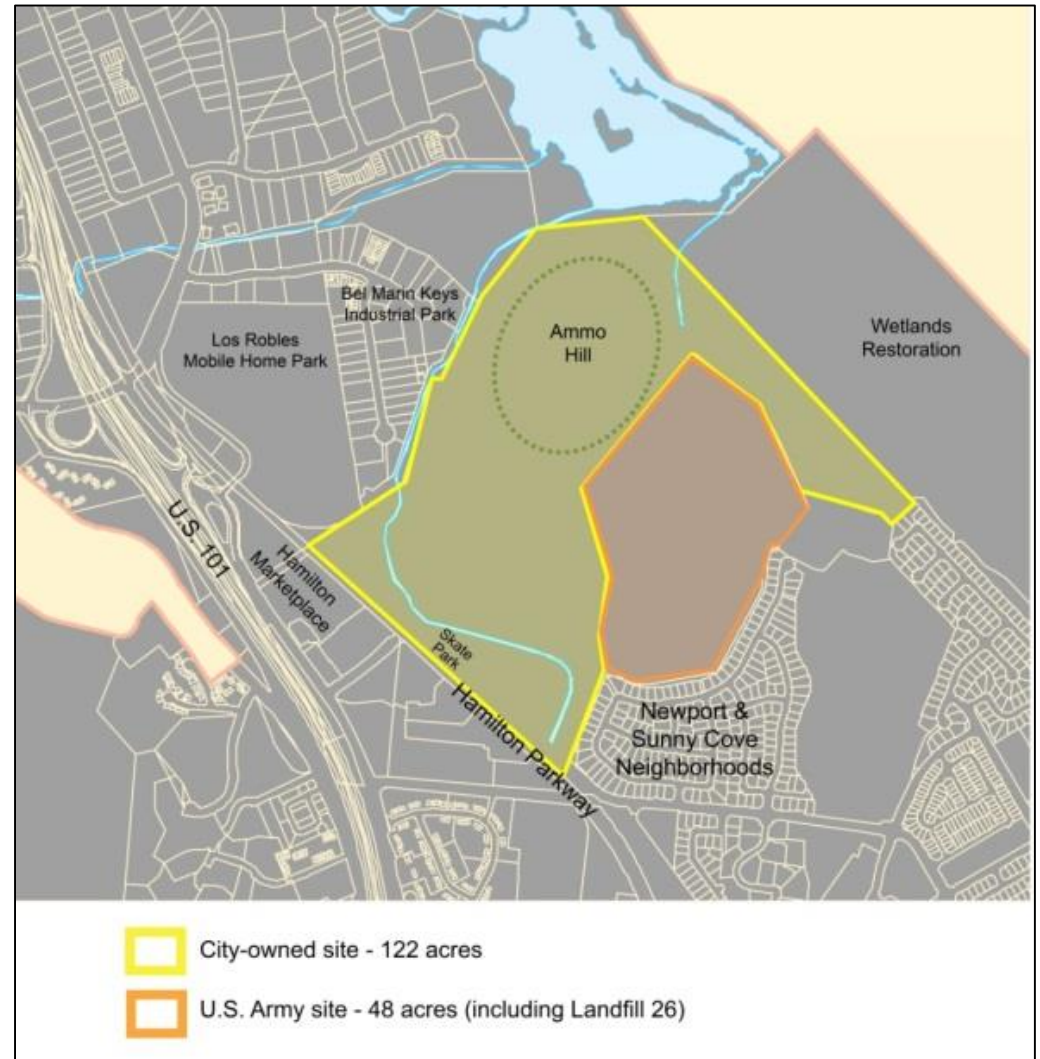 Bel Marin Keys
Industrial Park
Ammo
Hill
Los Robles
Mobile Home Park
Wetlands
Restoration
U.S. 101
Hamilton
Marketplace
Skate
Park
Hamilton Parkway
Newport &
Sunny Cove
Neighborhoods
City-owned site - 122 acres
U.S. Army site - 48 acres (including Landfill 26)